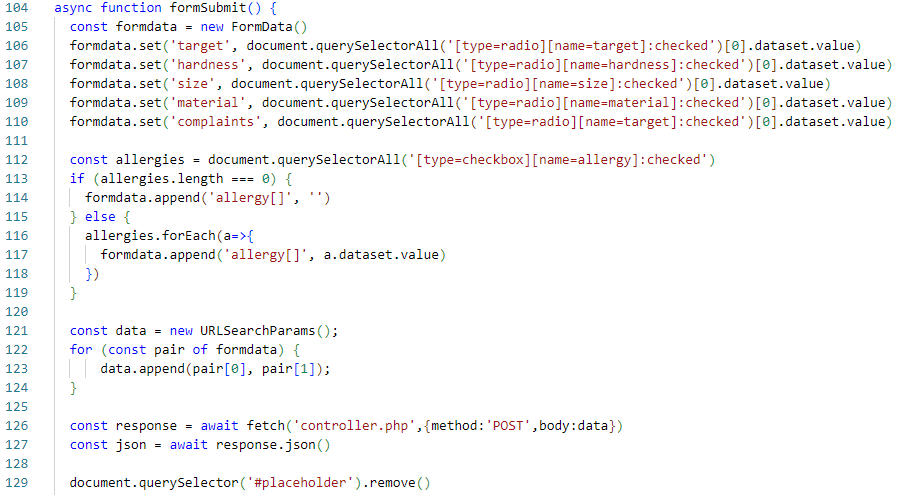 104 async function formSubmit() {
105 const formdata = new FormData()
106 formdata.set('target', document.querySelectorAll('[type=radio][name=target]:checked')[0].dataset.value)
107 formdata.set('hardness', document.querySelectorAll('[type=radio][name=hardness]:checked')[0].dataset.value)
108 formdata.set('size', document.querySelectorAll('[type=radio][name=size]:checked')[0].dataset.value)
109 formdata.set('material', document.querySelectorAll('[type=radio][name=material]:checked')[0].dataset.value)
110 formdata.set('complaints', document.querySelectorAll('[type=radio][name=target]:checked')[0].dataset.value)
111
112 const allergies = document.querySelectorAll('[type=checkbox][name=allergy]:checked')
113 if (allergies.length === 0) {
114 formdata.append('allergy[]', '')
115 } else {
116 allergies.forEach(a=>{
117 formdata.append('allergy[]', a.dataset.value)
118 })
119 }
120
121 const data = new URLSearchParams();
122 for (const pair of formdata) {
123 data.append(pair[0], pair[1]);
124 }
125
126 const response = await fetch('controller.php',{method:'POST',body:data})
127 const json = await response.json()
128
129 document.querySelector('#placeholder').remove()